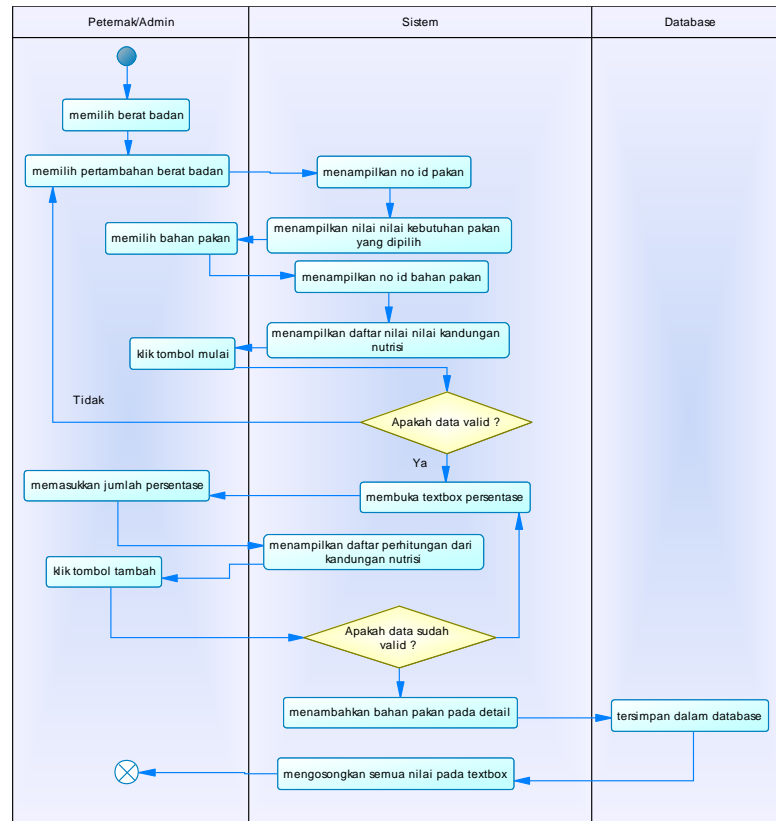 Peternak/Admin
Sistem
Database
memilih berat badan
memilih pertambahan berat badan
menampilkan no id pakan
menampilkan nilai nilai kebutuhan pakan
yang dipilih
memilih bahan pakan
menampilkan no id bahan pakan
menampilkan daftar nilai nilai kandungan
nutrisi
klik tombol mulai
Tidak
Apakah data valid ?
Ya
memasukkan jumlah persentase
membuka textbox persentase
menampilkan daftar perhitungan dari
kandungan nutrisi
klik tombol tambah
Apakah data sudah
valid ?
menambahkan bahan pakan pada detail
tersimpan dalam database
mengosongkan semua nilai pada textbox